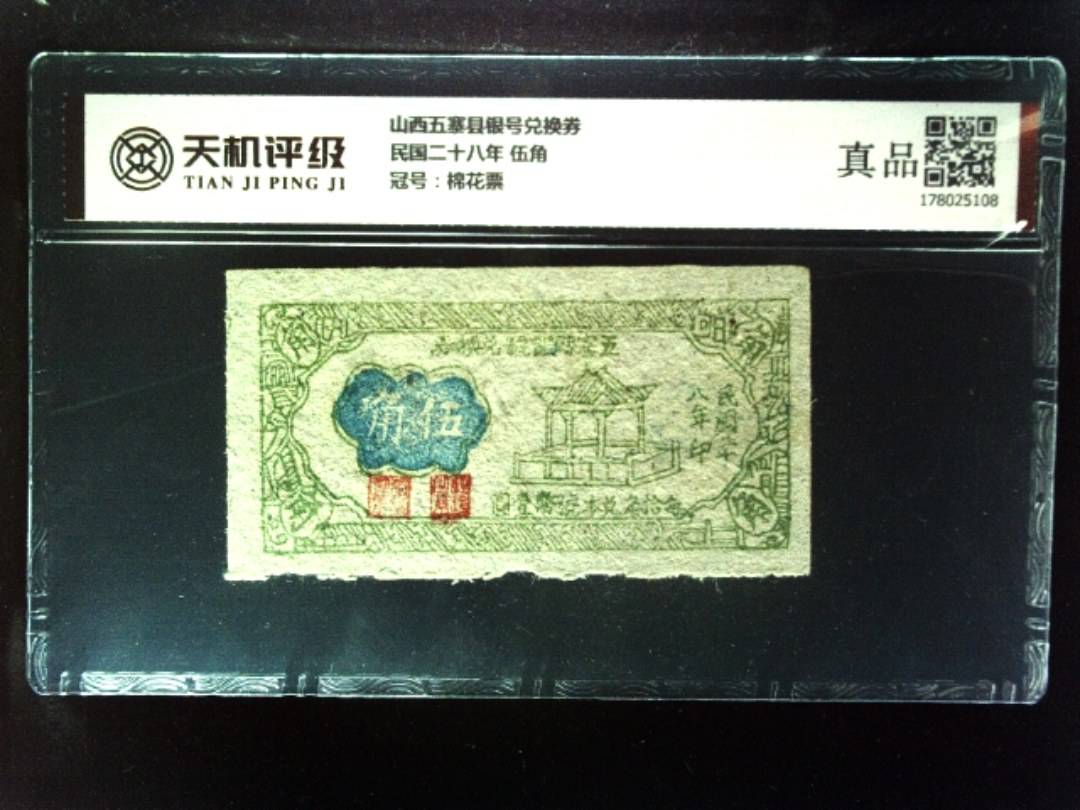 天机评级
TIAN JI PING JI
山西五寨县银号兑换券
民国二十八年 伍角
冠号：棉花票
真品
178025108
角伍
民國二十
八年印